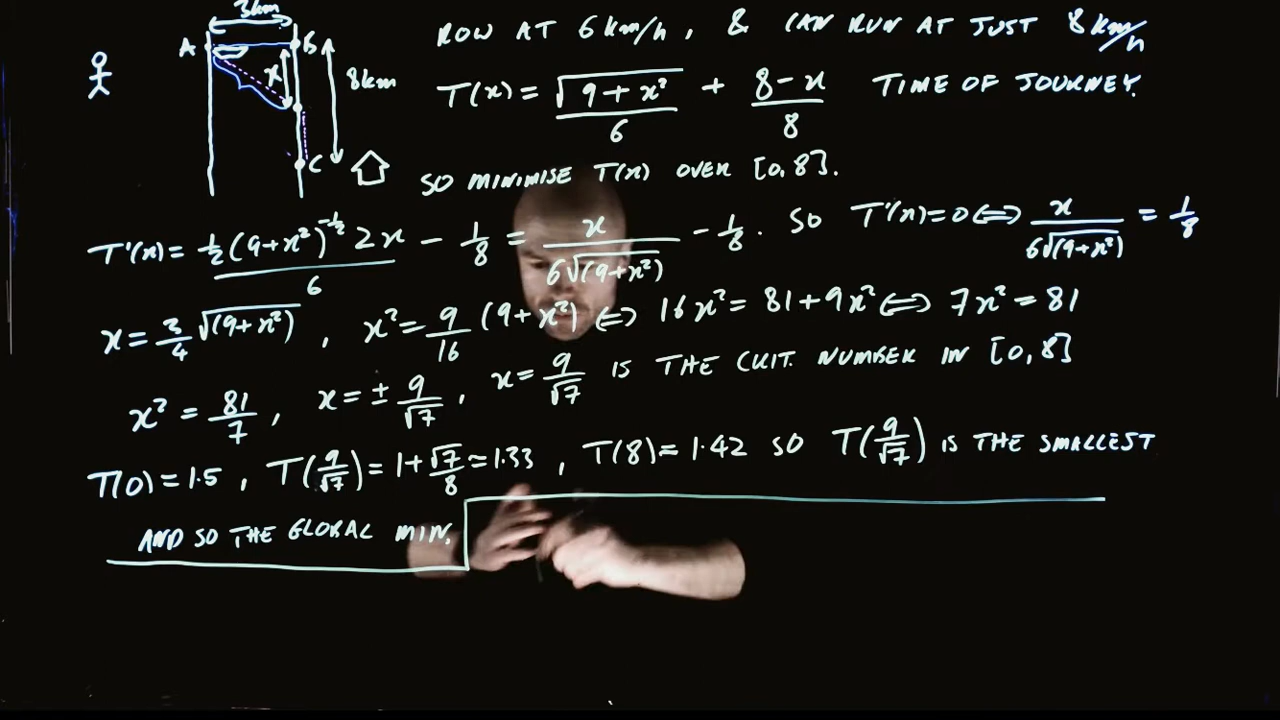 3km
A B
x
8km
C
ROW AT 6 km/h, & CAN RUN AT JUST 8 km/h
T(x) = √(9+x²)/6 + (8-x)/8 TIME OF JOURNEY.
SO MINIMISE T(x) OVER [0,8].
T'(x) = ½(9+x²)^(-½) 2x/6 - 1/8 = x/(6√(9+x²)) - 1/8. SO T'(x)=0 ⟺ x/(6√(9+x²)) = 1/8
x = 3/4 √(9+x²), x² = 9/16 (9+x²) ⟺ 16x² = 81+9x² ⟺ 7x² = 81
x² = 81/7, x = ± 9/√7, x = 9/√7 IS THE CRIT. NUMBER IN [0,8]
T(0) = 1.5, T(9/√7) = 1+√7/8 ≃ 1.33, T(8) = 1.42 SO T(9/√7) IS THE SMALLEST
AND SO THE GLOBAL MIN.